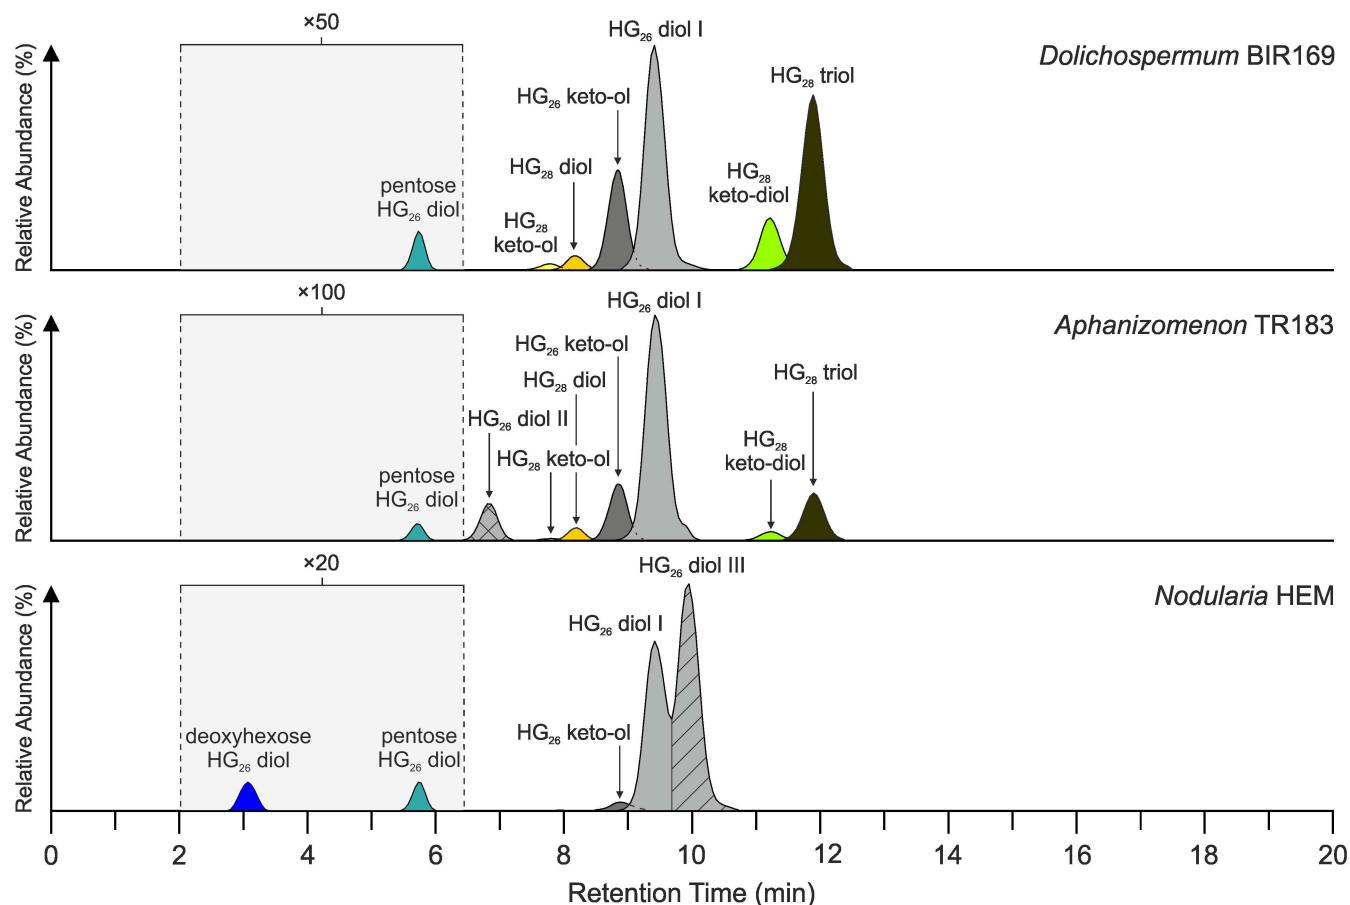 ×50
HG26 diol I
Dolichospermum BIR169
HG26 keto-ol
HG28 triol
HG28 diol
HG28
keto-diol
pentose
HG26 diol
HG28
keto-ol
Relative Abundance (%)
×100
HG26 diol I
Aphanizomenon TR183
HG26 keto-ol
HG28 diol
HG28 triol
HG26 diol II
HG28 keto-ol
HG28
keto-diol
pentose
HG26 diol
Relative Abundance (%)
×20
HG26 diol III
Nodularia HEM
HG26 diol I
HG26 keto-ol
deoxyhexose
HG26 diol
pentose
HG26 diol
Relative Abundance (%)
0 2 4 6 8 10 12 14 16 18 20
Retention Time (min)